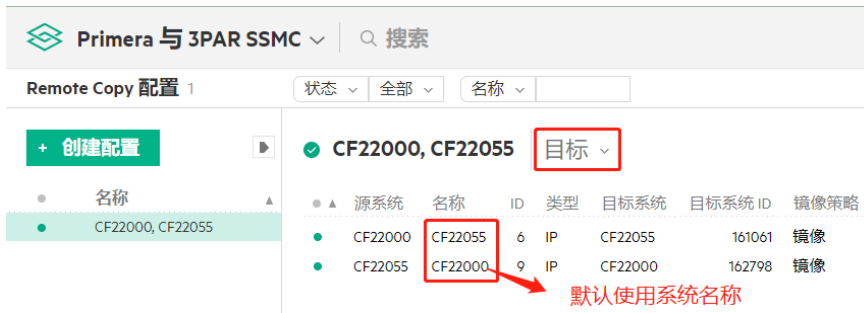 Primera 与 3PAR SSMC 搜索
Remote Copy 配置 1 状态 全部 名称
+ 创建配置 CF22000, CF22055 目标
名称 源系统 名称 ID 类型 目标系统 目标系统 ID 镜像策略
CF22000, CF22055 CF22000 CF22055 6 IP CF22055 161061 镜像
CF22055 CF22000 9 IP CF22000 162798 镜像
默认使用系统名称